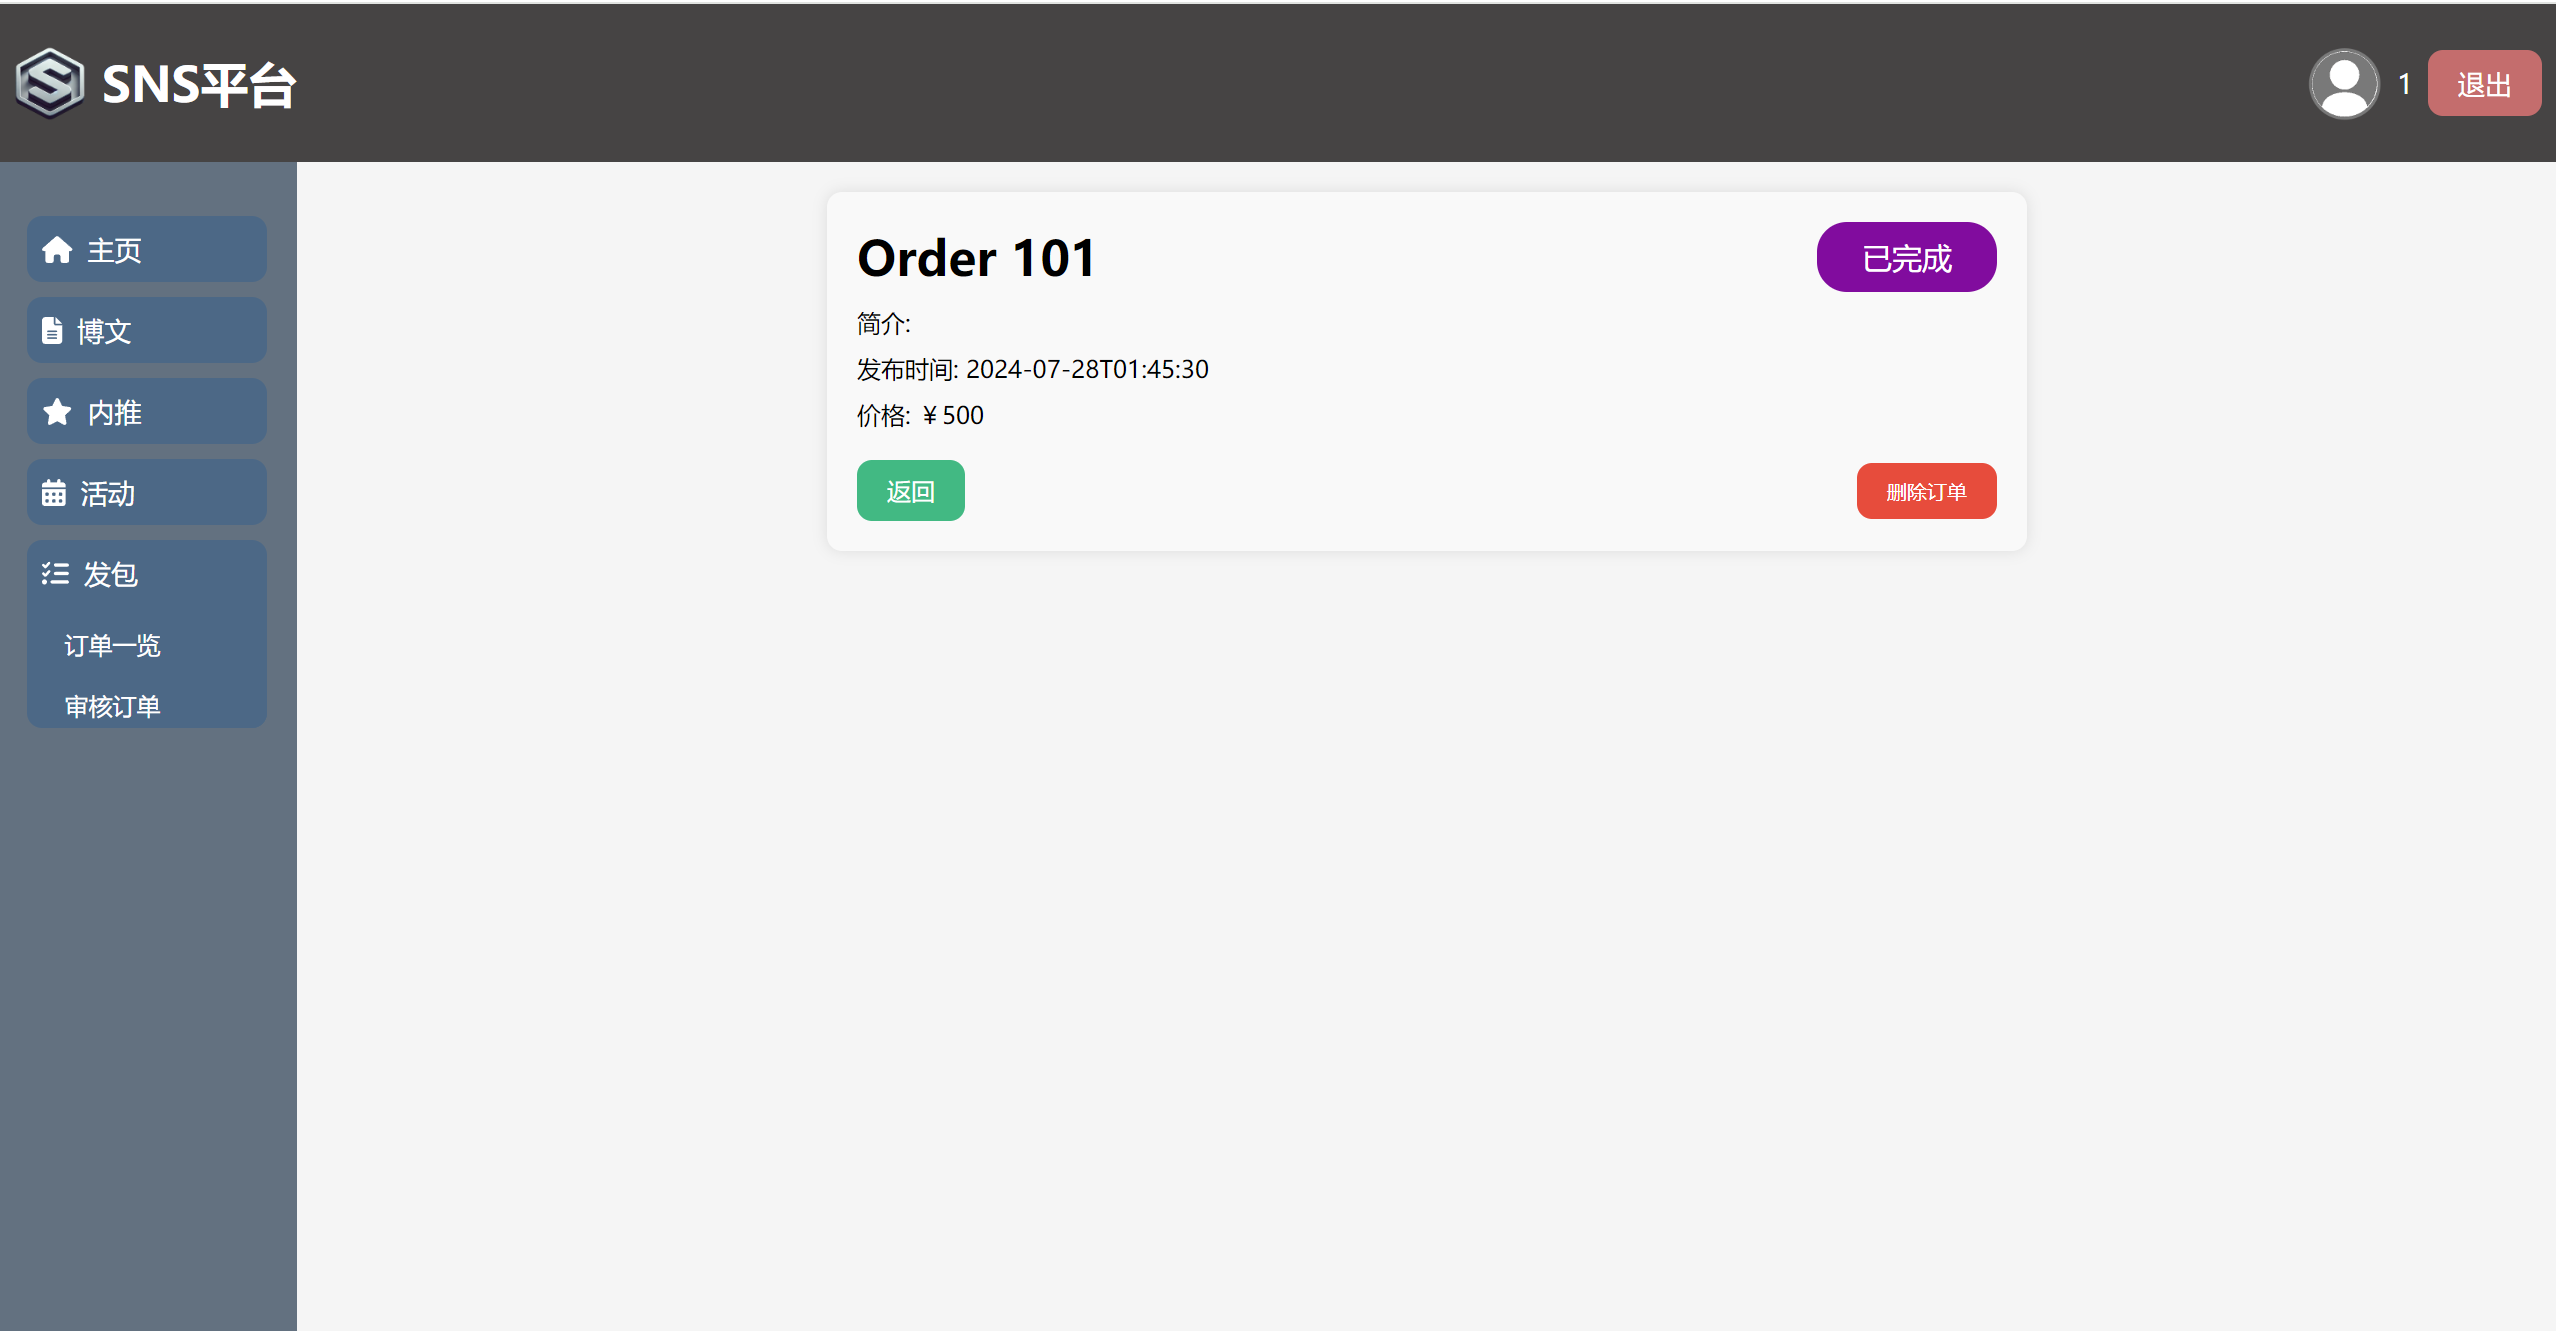 SNS平台
1
退出
主页
博文
内推
活动
发包
订单一览
审核订单
Order 101
已完成
简介:
发布时间: 2024-07-28T01:45:30
价格: ￥500
返回
删除订单